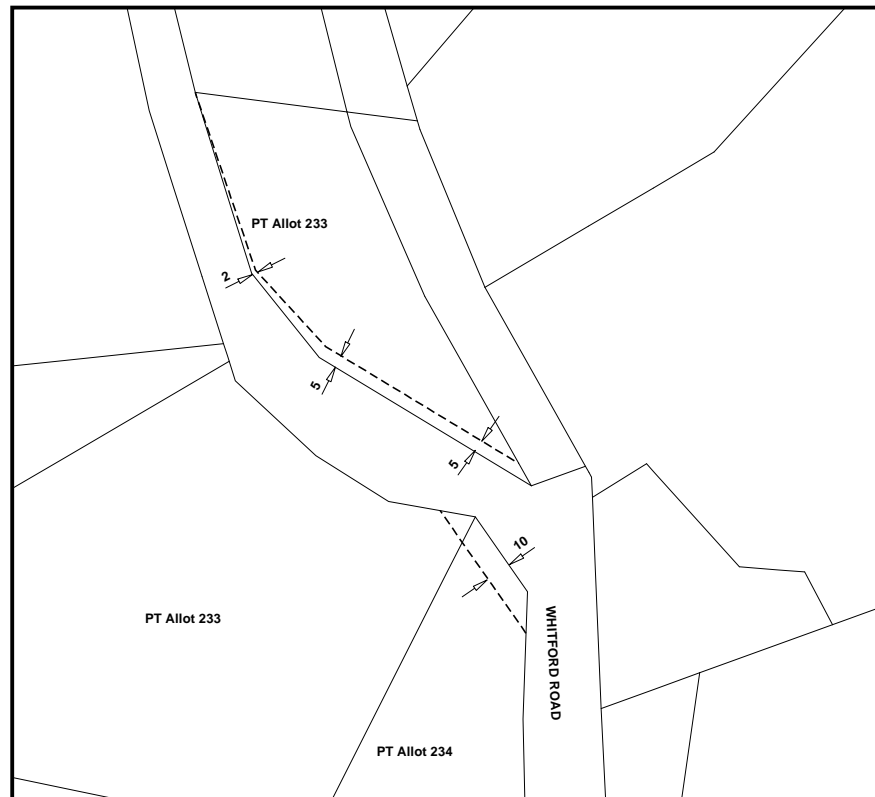 PT Allot 233
2
5
5
10
PT Allot 233
WHITFORD ROAD
PT Allot 234